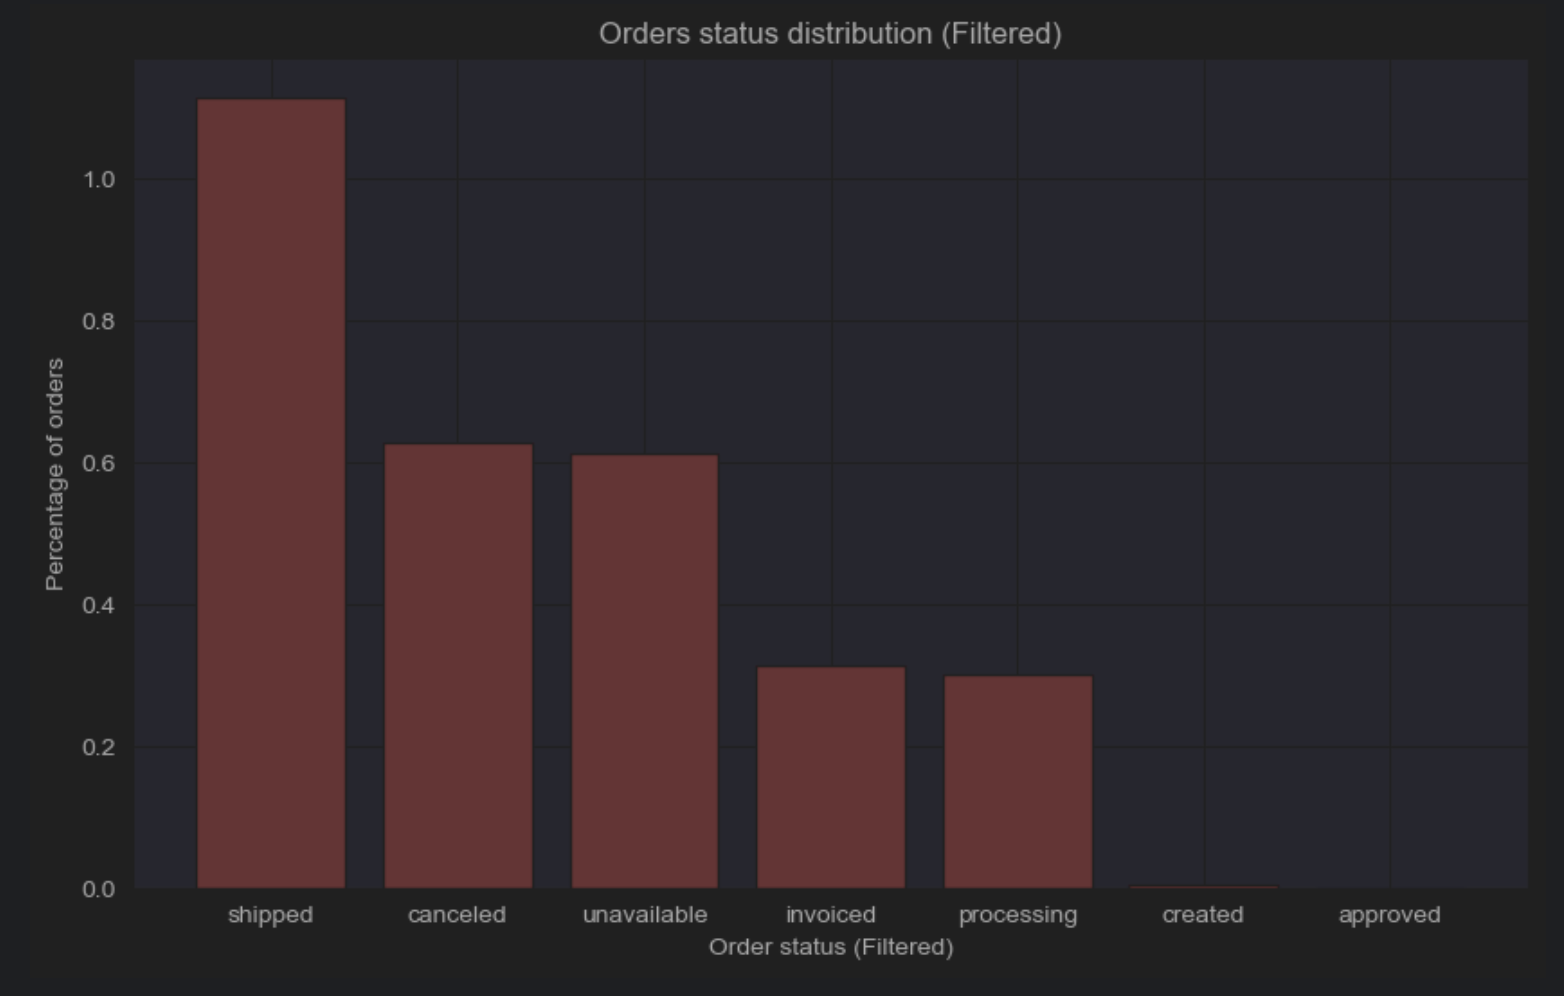 Orders status distribution (Filtered)
Percentage of orders
1.0
0.8
0.6
0.4
0.2
0.0
shipped canceled unavailable invoiced processing created approved
Order status (Filtered)